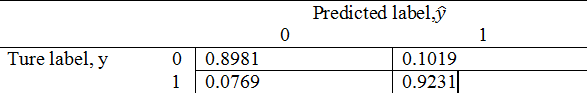 Predicted label,ŷ
0 1
Ture label, y 0 0.8981 0.1019
1 0.0769 0.9231